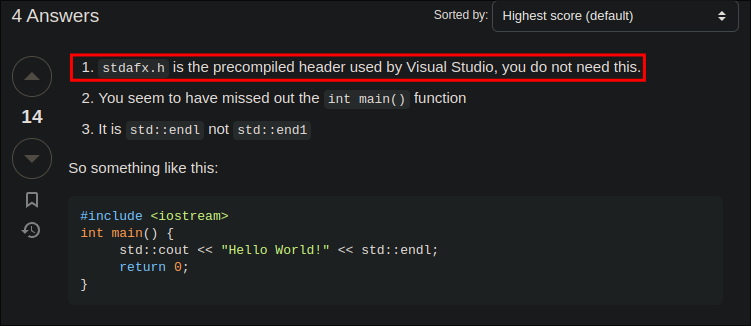 4 Answers
Sorted by:
Highest score (default)
1. stdafx.h is the precompiled header used by Visual Studio, you do not need this.
2. You seem to have missed out the int main() function
14
3. It is std::endl not std::end1
So something like this:
#include <iostream>
int main() {
     std::cout << "Hello World!" << std::endl;
     return 0;
}